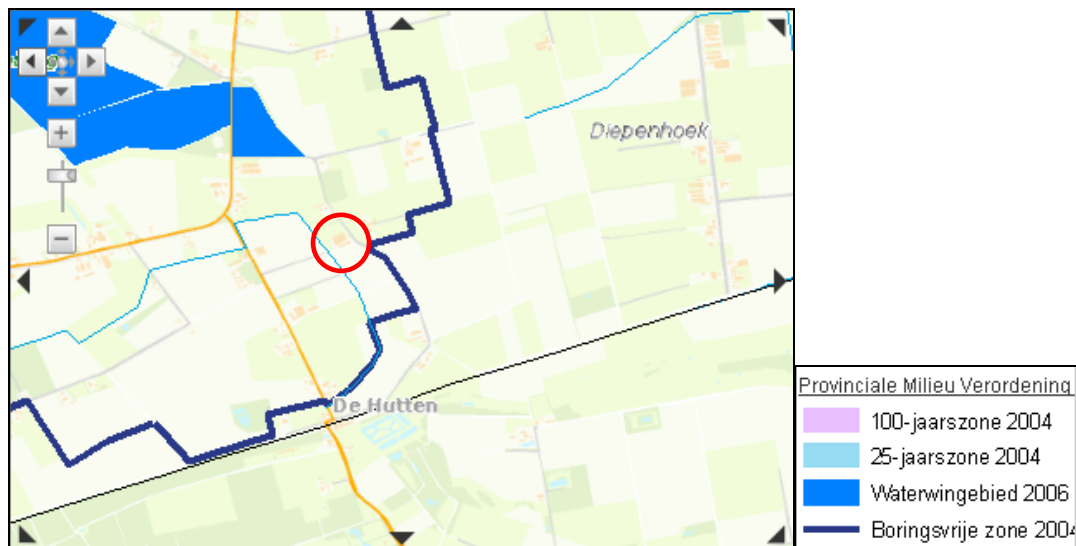 Diepenhoek
De Hutten
Provinciale Milieu Verordening
100-jaarszone 2004
25-jaarszone 2004
Waterwingebied 2006
Boringsvrije zone 2004